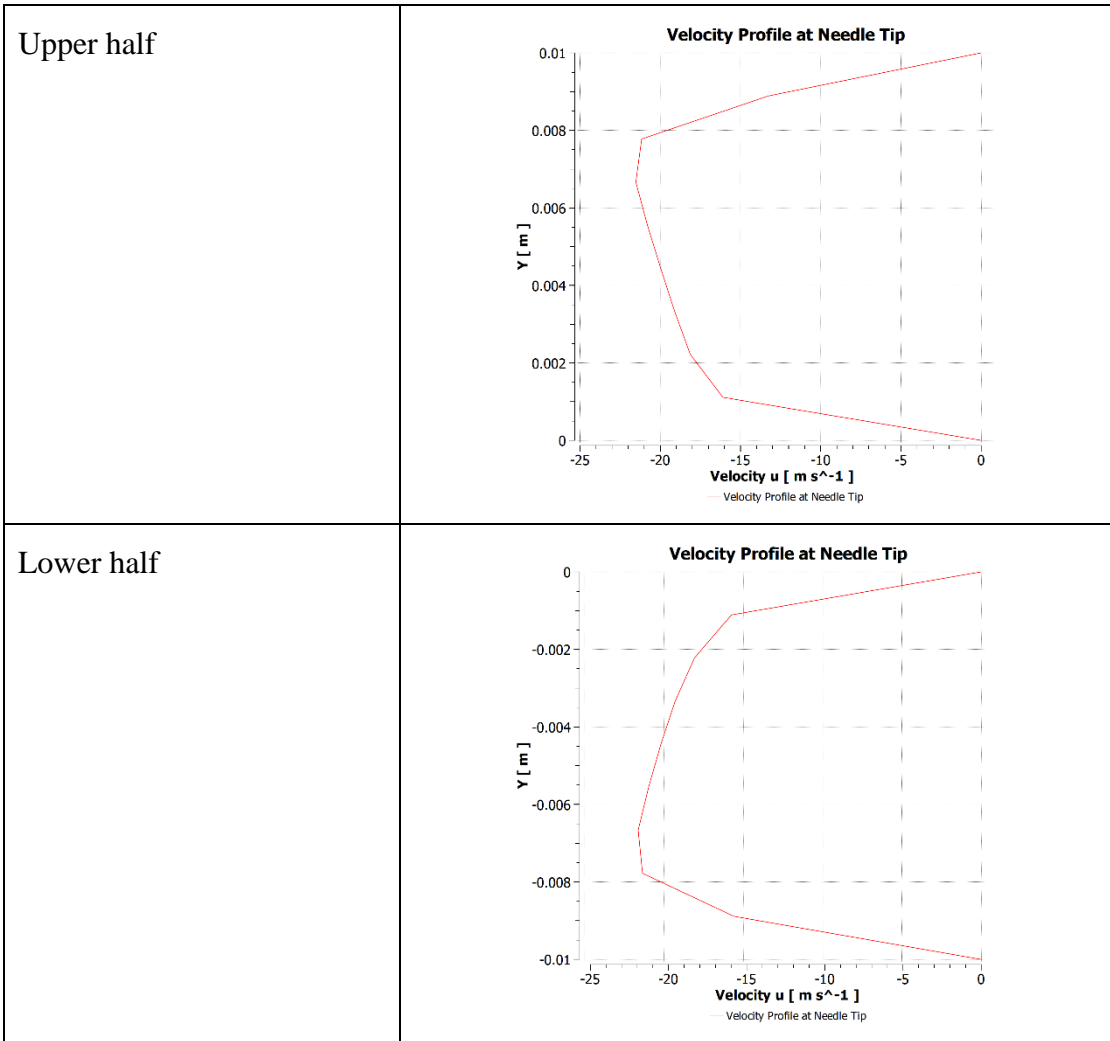 Upper half
Velocity Profile at Needle Tip
0.01
0.008
0.006
0.004
0.002
0
Y [ m ]
-25 -20 -15 -10 -5 0
Velocity u [ m s^-1 ]
Velocity Profile at Needle Tip
Lower half
Velocity Profile at Needle Tip
0
-0.002
-0.004
-0.006
-0.008
-0.01
Y [ m ]
-25 -20 -15 -10 -5 0
Velocity u [ m s^-1 ]
Velocity Profile at Needle Tip